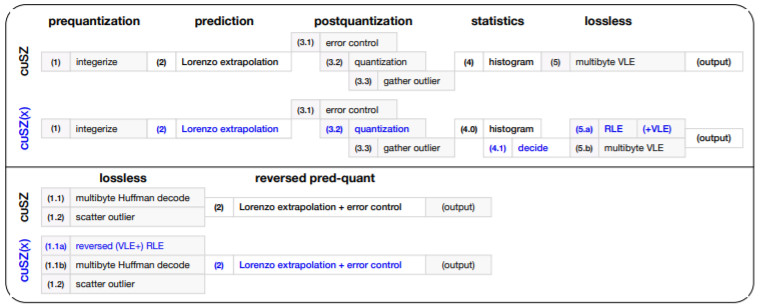 prequantization prediction postquantization statistics lossless
cuSZ
(3.1) error control
(1) integerize (2) Lorenzo extrapolation (3.2) quantization (4) histogram (5) multibyte VLE (output)
(3.3) gather outlier
cuSZ(x)
(3.1) error control
(1) integerize (2) Lorenzo extrapolation (3.2) quantization (4.0) histogram (5.a) RLE (+VLE) (output)
(3.3) gather outlier (4.1) decide (5.b) multibyte VLE
lossless reversed pred-quant
cuSZ
(1.1) multibyte Huffman decode
(2) Lorenzo extrapolation + error control (output)
(1.2) scatter outlier
cuSZ(x)
(1.1a) reversed (VLE+) RLE
(1.1b) multibyte Huffman decode (2) Lorenzo extrapolation + error control (output)
(1.2) scatter outlier